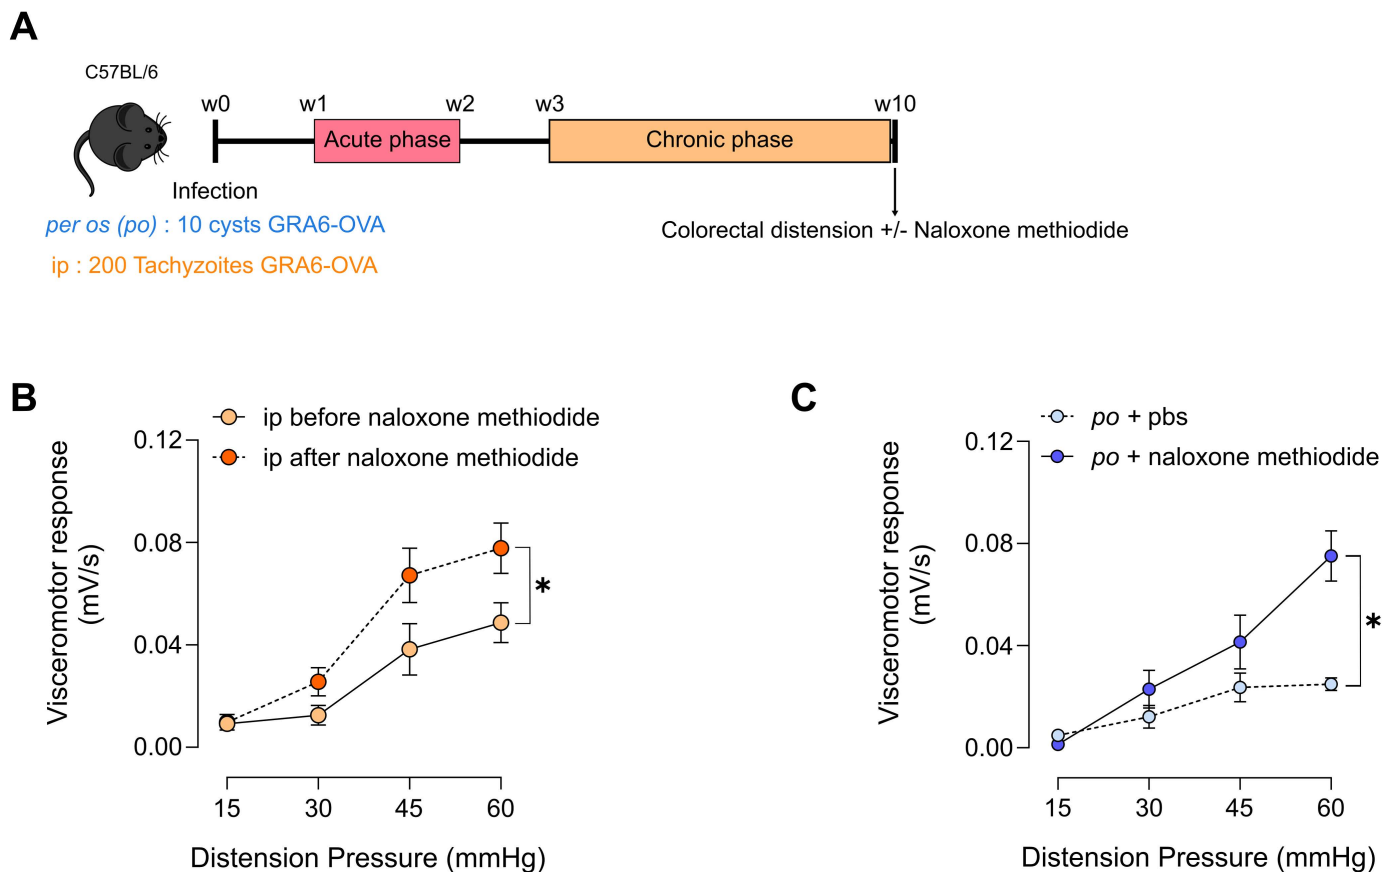 A
C57BL/6
w0
w1
w2
w3
w10
Acute phase
Chronic phase
Infection
per os (po) : 10 cysts GRA6-OVA
ip : 200 Tachyzoites GRA6-OVA
Colorectal distension +/- Naloxone methiodide
B
ip before naloxone methiodide
ip after naloxone methiodide
Visceromotor response
(mV/s)
0.12
0.08
0.04
0.00
*
15 30 45 60
Distension Pressure (mmHg)
C
po + pbs
po + naloxone methiodide
Visceromotor response
(mV/s)
0.12
0.08
0.04
0.00
*
15 30 45 60
Distension Pressure (mmHg)